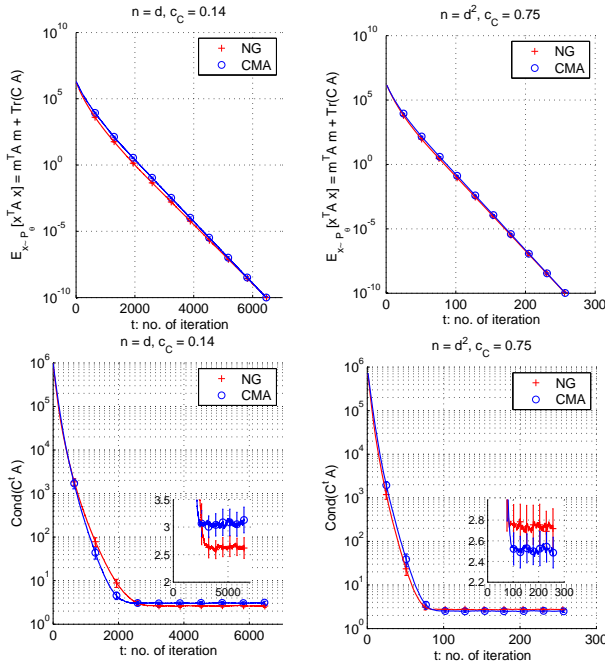 n = d, c_C = 0.14
10^10
10^5
10^0
10^-5
10^-10
E_x~P_θ [x^T A x] = m^T A m + Tr(C A)
NG
CMA
0 2000 4000 6000
t: no. of iteration
n = d^2, c_C = 0.75
10^10
10^5
10^0
10^-5
10^-10
E_x~P_θ [x^T A x] = m^T A m + Tr(C A)
NG
CMA
0 100 200 300
t: no. of iteration
n = d, c_C = 0.14
10^6
10^5
10^4
10^3
10^2
10^1
10^0
Cond(C^1 A)
NG
CMA
3.5
3
2.5
2
0 5000
0 2000 4000 6000
t: no. of iteration
n = d^2, c_C = 0.75
10^6
10^5
10^4
10^3
10^2
10^1
10^0
Cond(C^1 A)
NG
CMA
2.8
2.6
2.4
2.2
0 100 200 300
0 100 200 300
t: no. of iteration